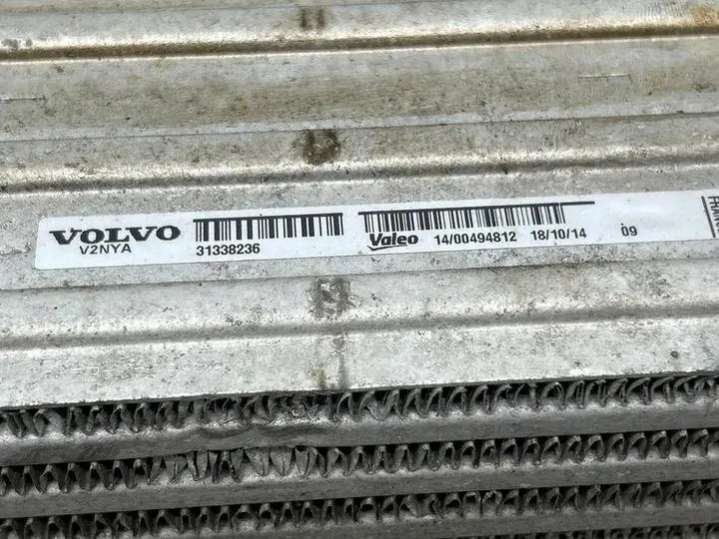 VOLVO
V2NYA
31338236
Valeo 14/00494812 18/10/14 09